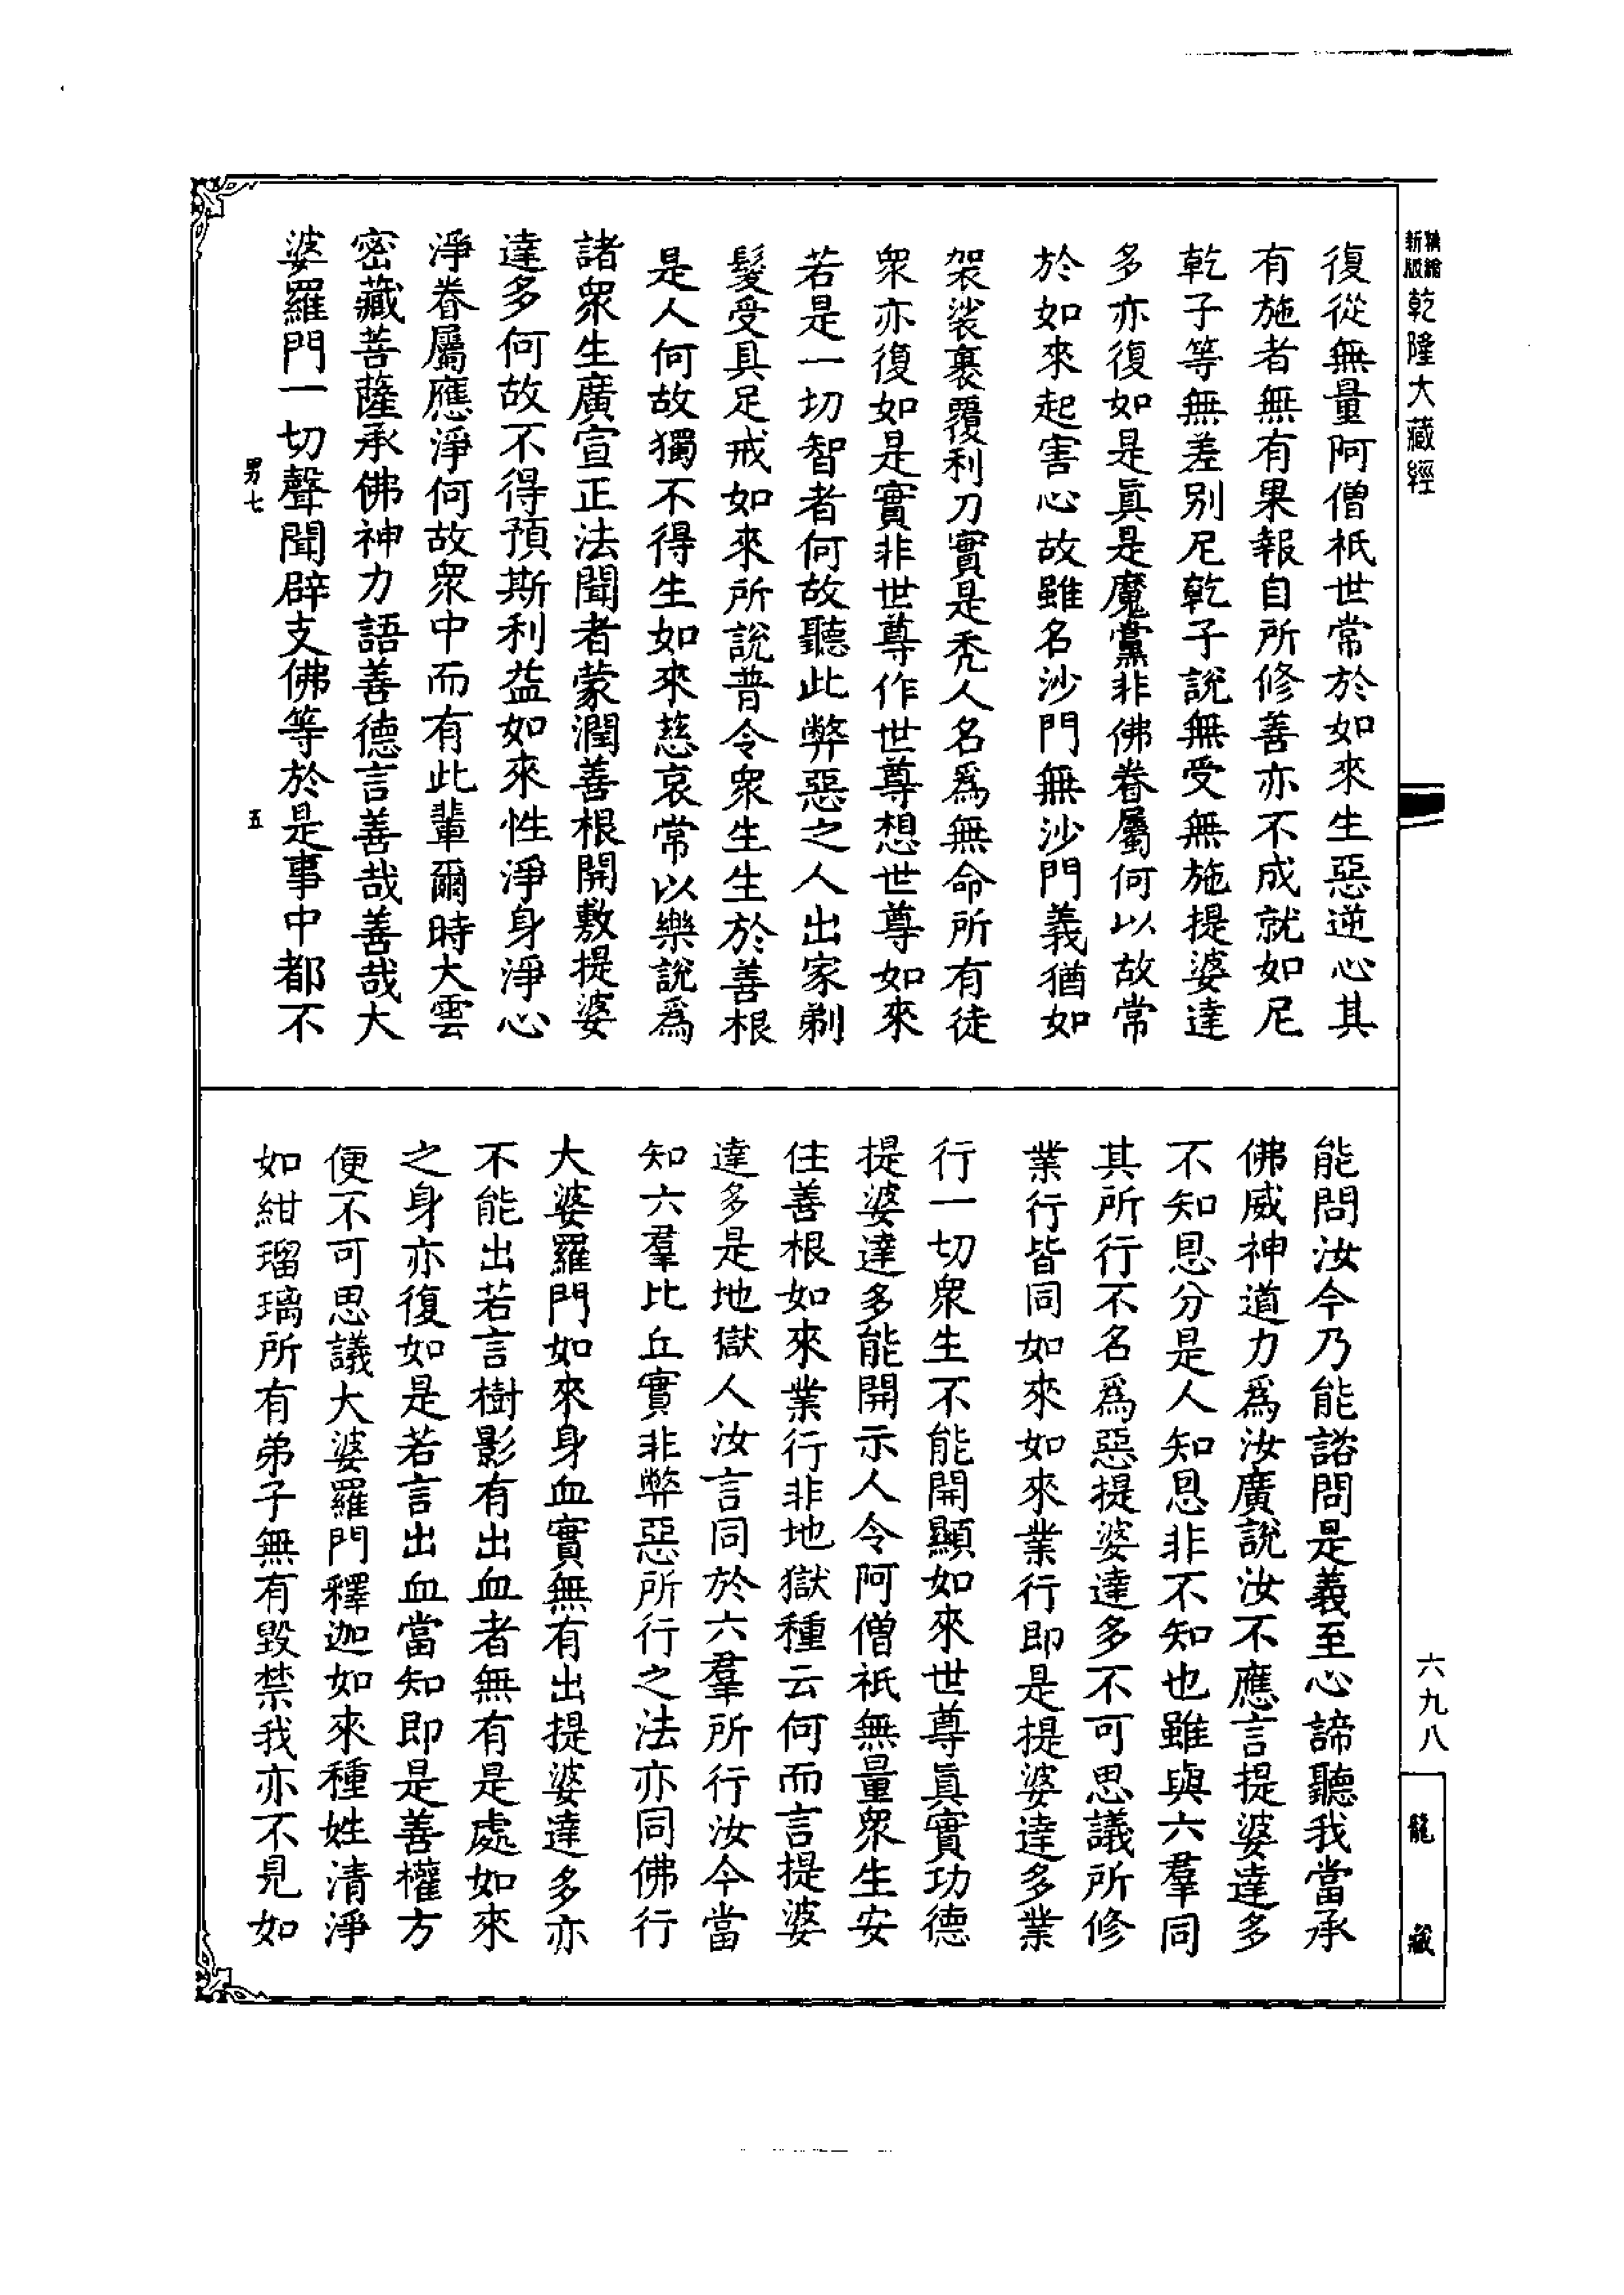 精縮新版乾隆大藏經
復從無量阿僧祇世常於如來生惡逆心其
有施者無有果報自所修善亦不成就如尼
乾子等無差別尼乾子說無受無施提婆達
多亦復如是眞是魔黨非佛眷屬何以故常
於如來起害心故雖名沙門無沙門義猶如
袈裟裹覆利刀實是禿人名爲無命所有徒
衆亦復如是實非世尊作世尊想世尊如來
若是一切智者何故聽此弊惡之人出家剃
髮受具足戒如來所說普令衆生生於善根
是人何故獨不得生如來慈哀常以樂說爲
諸衆生廣宣正法聞者蒙潤善根開敷提婆
達多何故不得預斯利益如來性淨身淨心
淨眷屬應淨何故衆中而有此輩爾時大雲
密藏菩薩承佛神力語善德言善哉善哉大
婆羅門一切聲聞辟支佛等於是事中都不
男七
五
能問汝今乃能諮問是義至心諦聽我當承
佛威神道力爲汝廣說汝不應言提婆達多
不知恩分是人知恩非不知也雖與六羣同
其所行不名爲惡提婆達多不可思議所修
業行皆同如來如來業行即是提婆達多業
行一切衆生不能開顯如來世尊眞實功德
提婆達多能開示人令阿僧祇無量衆生安
住善根如來業行非地獄種云何而言提婆
達多是地獄人汝言同於六羣所行汝今當
知六羣比丘實非弊惡所行之法亦同佛行
大婆羅門如來身血實無有出提婆達多亦
不能出若言樹影有出血者無有是處如來
之身亦復如是若言出血當知即是善權方
便不可思議大婆羅門釋迦如來種姓清淨
如紺瑠璃所有弟子無有毀禁我亦不見如
六九八
龍藏